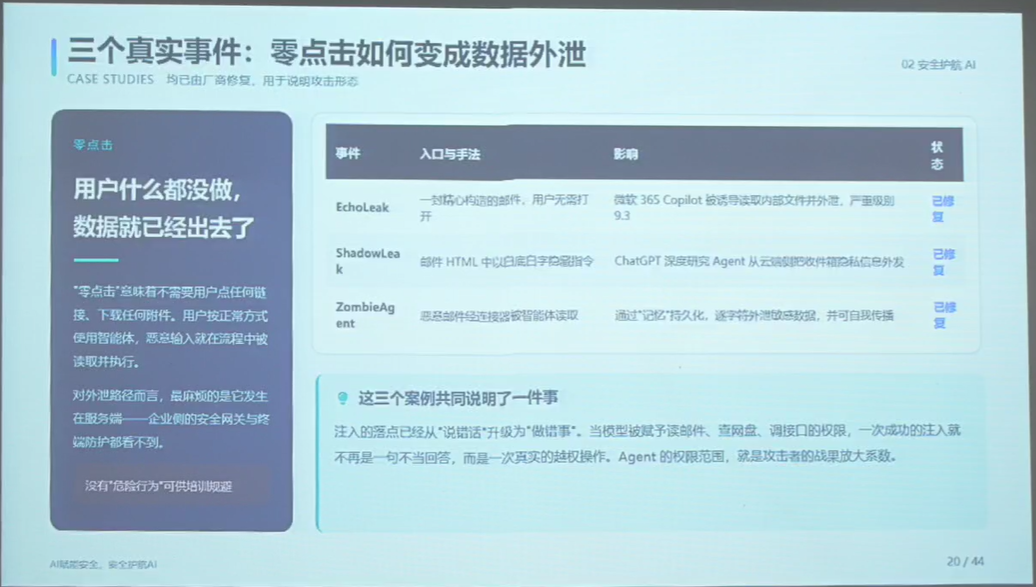 三个真实事件：零点击如何变成数据外泄
CASE STUDIES 均已由厂商修复，用于说明攻击形态
02 安全护航 AI
零点击
用户什么都没做，
数据就已经出去了
"零点击"意味着不需要用户点任何链
接、下载任何附件。用户按正常方式
使用智能体，恶意输入就在流程中被
读取并执行。
对外泄路径而言，最麻烦的是它发生
在服务端——企业侧的安全网关与终
端防护都看不到。
没有"危险行为"可供培训规避
事件 入口与手法 影响 状
态
EchoLeak 一封精心构造的邮件，用户无需打
开
微软 365 Copilot 被诱导读取内部文件并外泄，严重级别
9.3
已修
复
ShadowLea
k
邮件 HTML 中以白底白字隐藏指令
ChatGPT 深度研究 Agent 从云端侧把收件箱隐私信息外发
已修
复
ZombieAg
ent
恶意邮件经连接器被智能体读取
通过"记忆"持久化，逐字符外泄敏感数据，并可自我传播
已修
复
这三个案例共同说明了一件事
注入的落点已经从"说错话"升级为"做错事"。当模型被赋予读邮件、查网盘、调接口的权限，一次成功的注入就
不再是一句不当回答，而是一次真实的越权操作。Agent 的权限范围，就是攻击者的战果放大系数。
AI赋能安全，安全护航AI
20 / 44